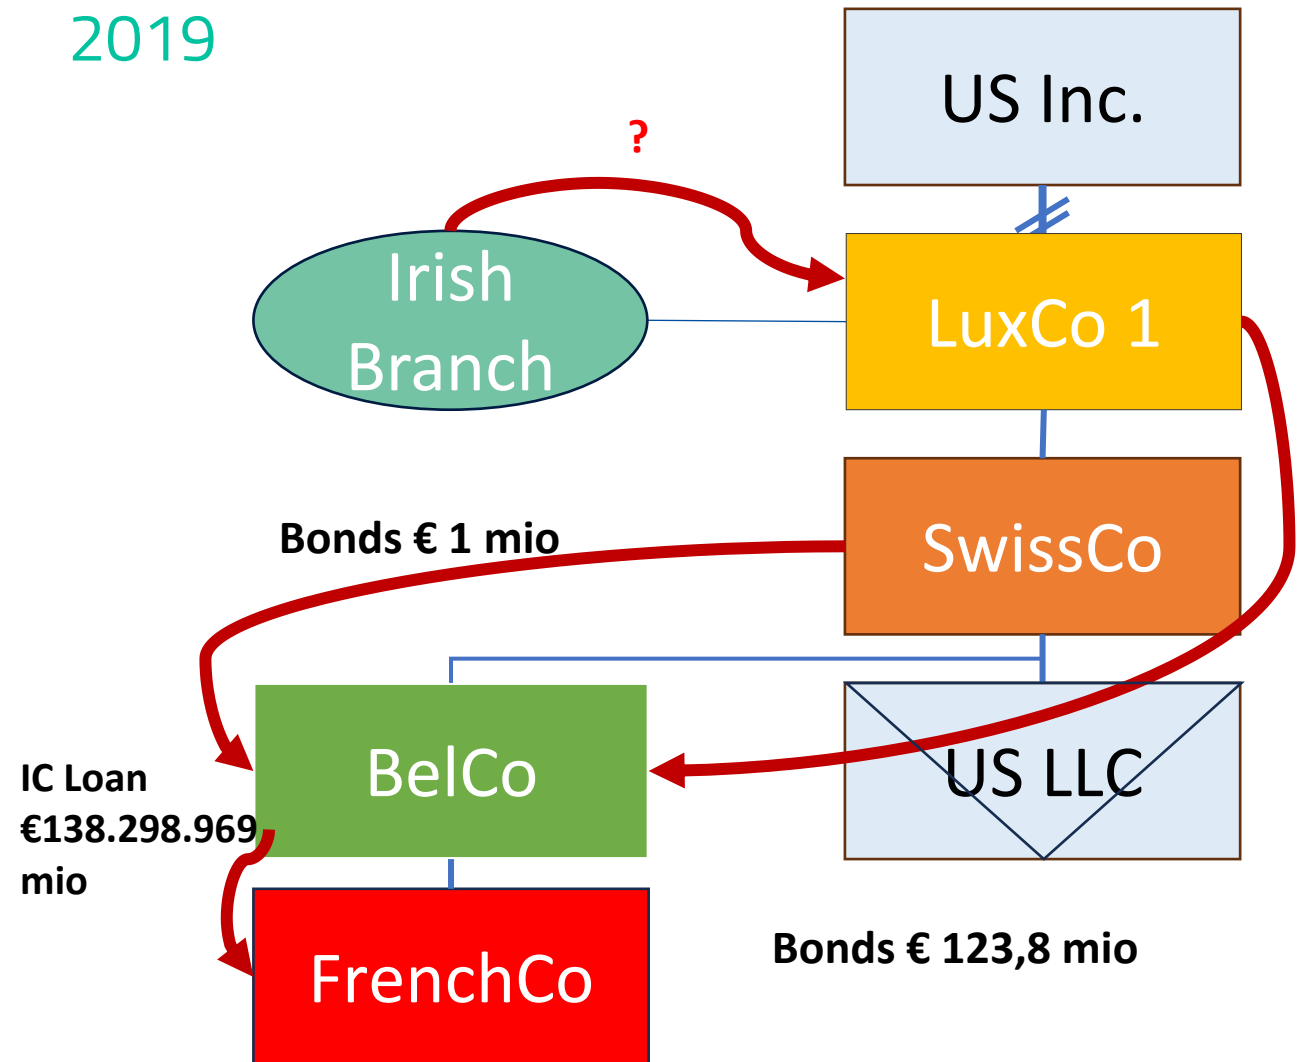 2019
US Inc.
?
Irish
Branch
LuxCo 1
Bonds € 1 mio
SwissCo
IC Loan
€138.298.969
mio
BelCo
US LLC
Bonds € 123,8 mio
FrenchCo